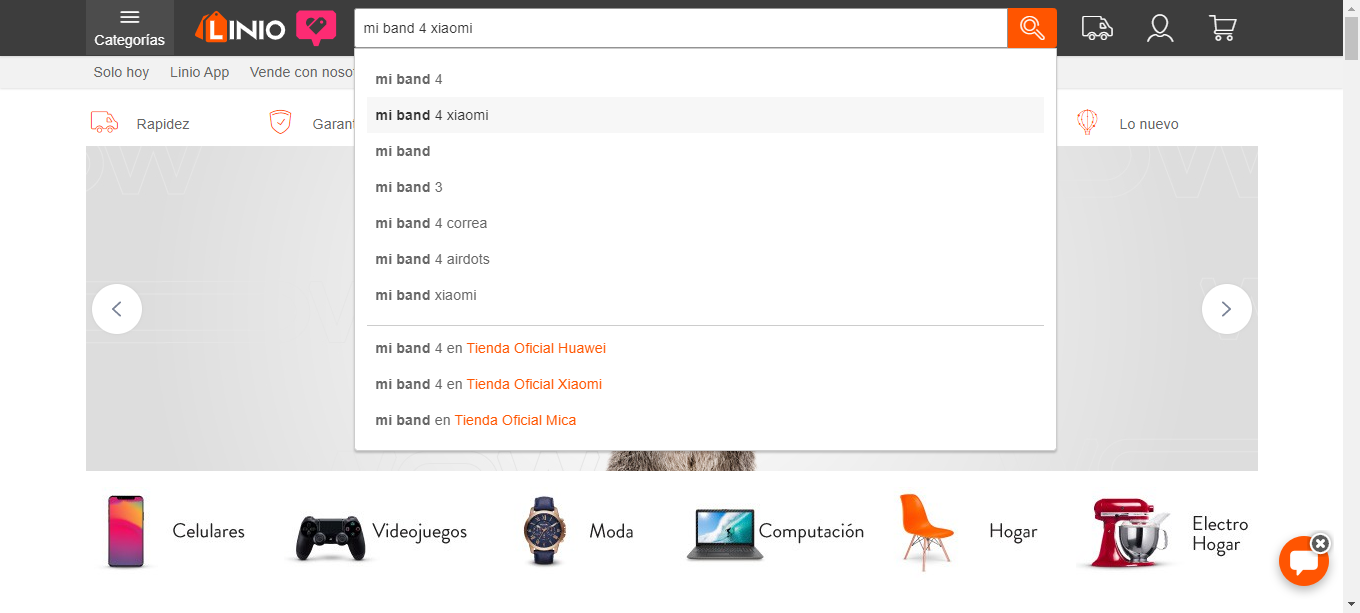 Categorías
LINIO
mi band 4 xiaomi
Solo hoy
Linio App
Vende con noso
mi band 4
mi band 4 xiaomi
mi band
mi band 3
mi band 4 correa
mi band 4 airdots
mi band xiaomi
mi band 4 en Tienda Oficial Huawei
mi band 4 en Tienda Oficial Xiaomi
mi band en Tienda Oficial Mica
Rapidez
Garant
Lo nuevo
Celulares
Videojuegos
Moda
Computación
Hogar
Electro
Hogar